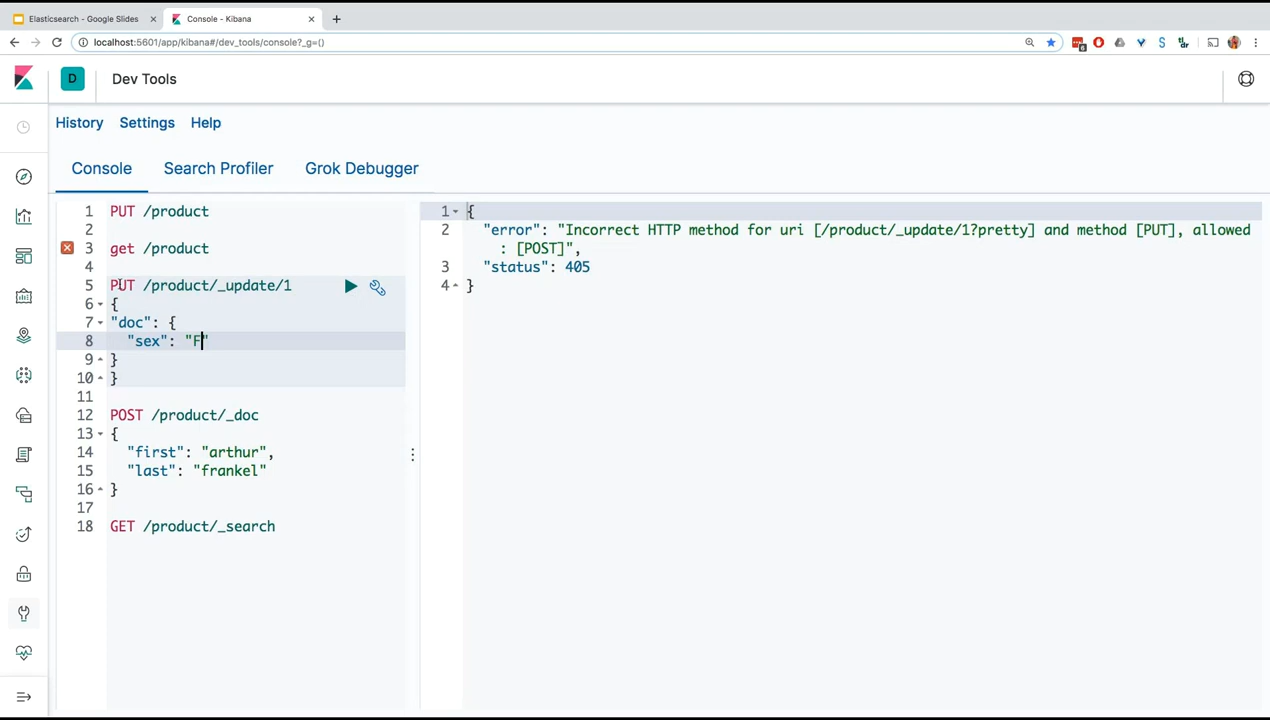 Elasticsearch - Google Slides
Console - Kibana
localhost:5601/app/kibana#/dev_tools/console?_g=()
6
tl;dr
D
Dev Tools
History Settings Help
Console Search Profiler Grok Debugger
1 PUT /product
2
3 get /product
4
5 PUT /product/_update/1
6 {
7 "doc": {
8 "sex": "F"
9 }
10 }
11
12 POST /product/_doc
13 {
14 "first": "arthur",
15 "last": "frankel"
16 }
17
18 GET /product/_search
1 {
2 "error": "Incorrect HTTP method for uri [/product/_update/1?pretty] and method [PUT], allowed
: [POST]",
3 "status": 405
4 }